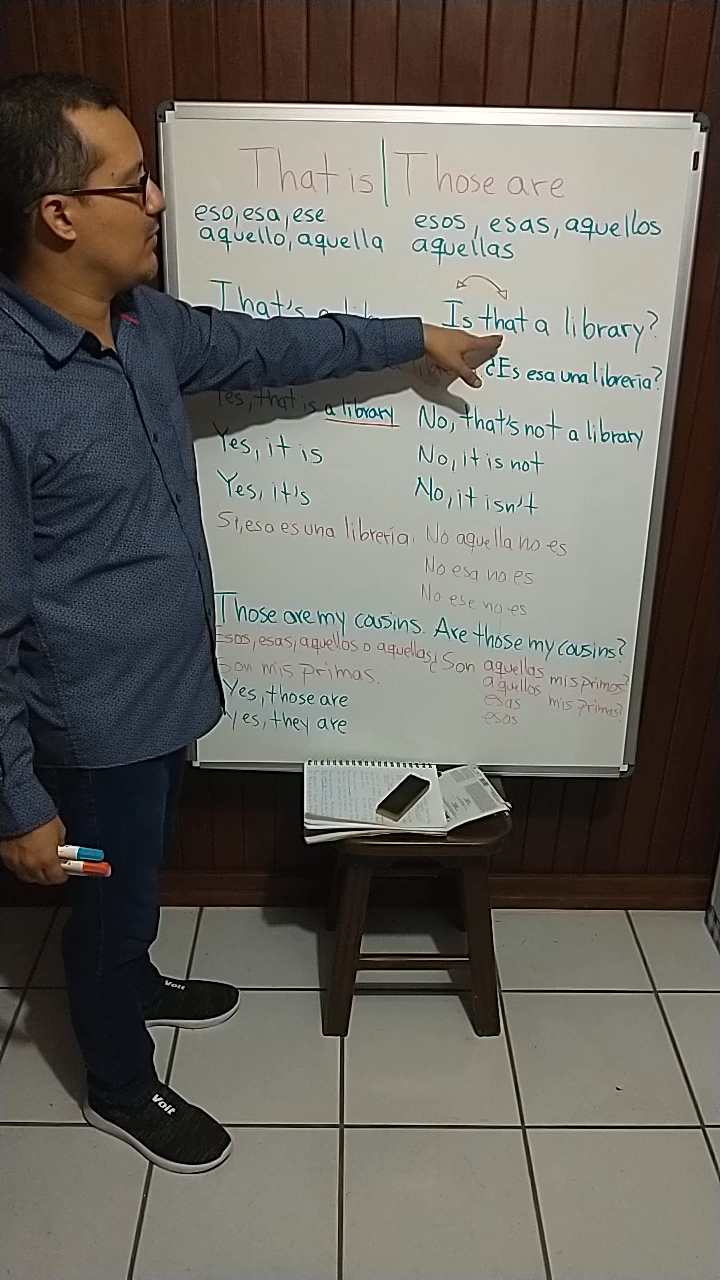 That is | Those are
eso, esa, ese
aquello, aquella
esos, esas, aquellos
aquellas
That's a
Is that a library?
¿Es esa una librería?
Yes, that is a library
No, that's not a library
Yes, it is
No, it is not
Yes, it's
No, it isn't
Si, esa es una librería.
No aquella no es
No esa no es
No ese no es
Those are my cousins. Are those my cousins?
Esos, esas, aquellos o aquellas
Son mis primas.
¿Son aquellas mis primos?
aquellos mis primas?
esas
esos
Yes, those are
Yes, they are
Voit
Voit